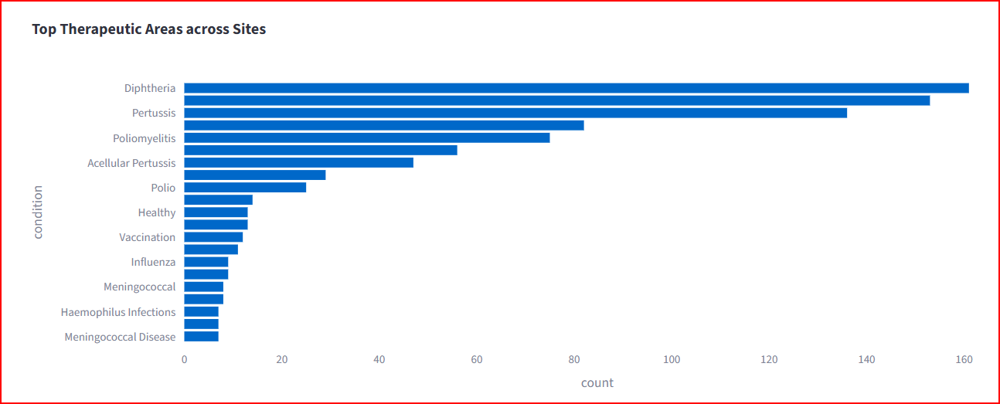 Top Therapeutic Areas across Sites
Diphtheria
Pertussis
Poliomyelitis
Acellular Pertussis
Polio
Healthy
Vaccination
Influenza
Meningococcal
Haemophilus Infections
Meningococcal Disease
condition
0 20 40 60 80 100 120 140 160
count